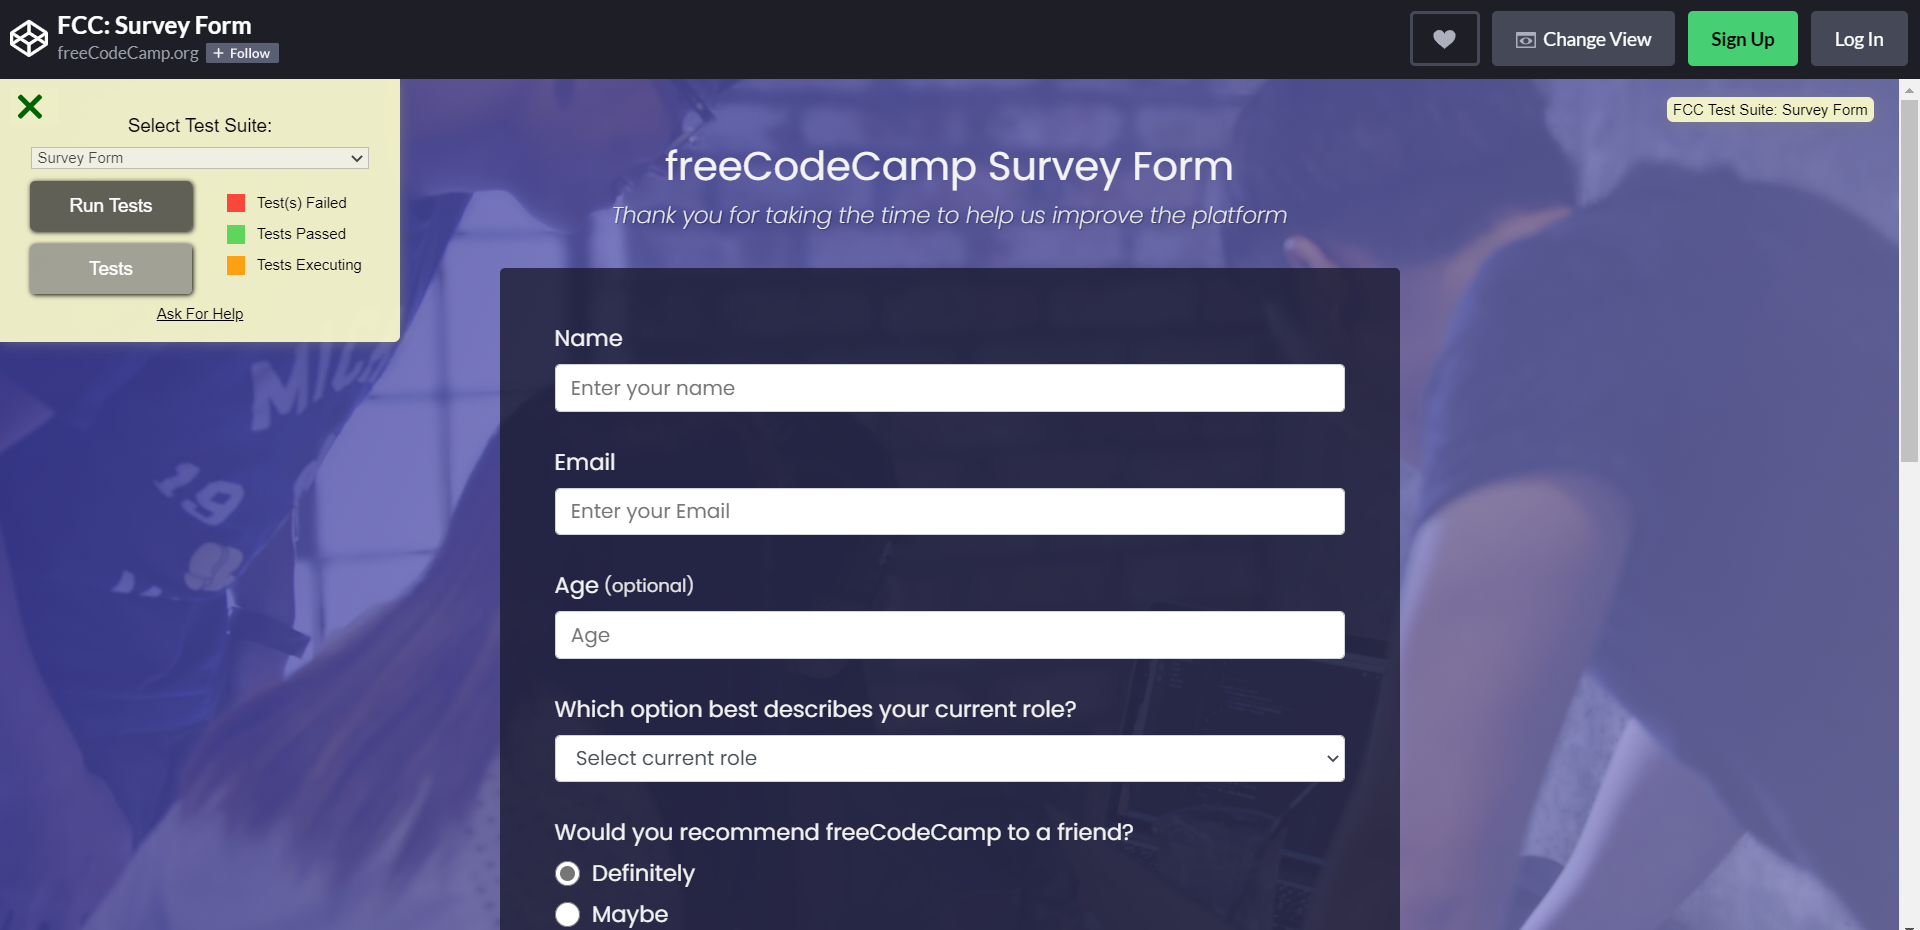 FCC: Survey Form
freeCodeCamp.org + Follow
Change View
Sign Up
Log In
Select Test Suite:
Survey Form
Run Tests
Tests
Test(s) Failed
Tests Passed
Tests Executing
Ask For Help
FCC Test Suite: Survey Form
freeCodeCamp Survey Form
Thank you for taking the time to help us improve the platform
Name
Enter your name
Email
Enter your Email
Age (optional)
Age
Which option best describes your current role?
Select current role
Would you recommend freeCodeCamp to a friend?
Definitely
Maybe
19